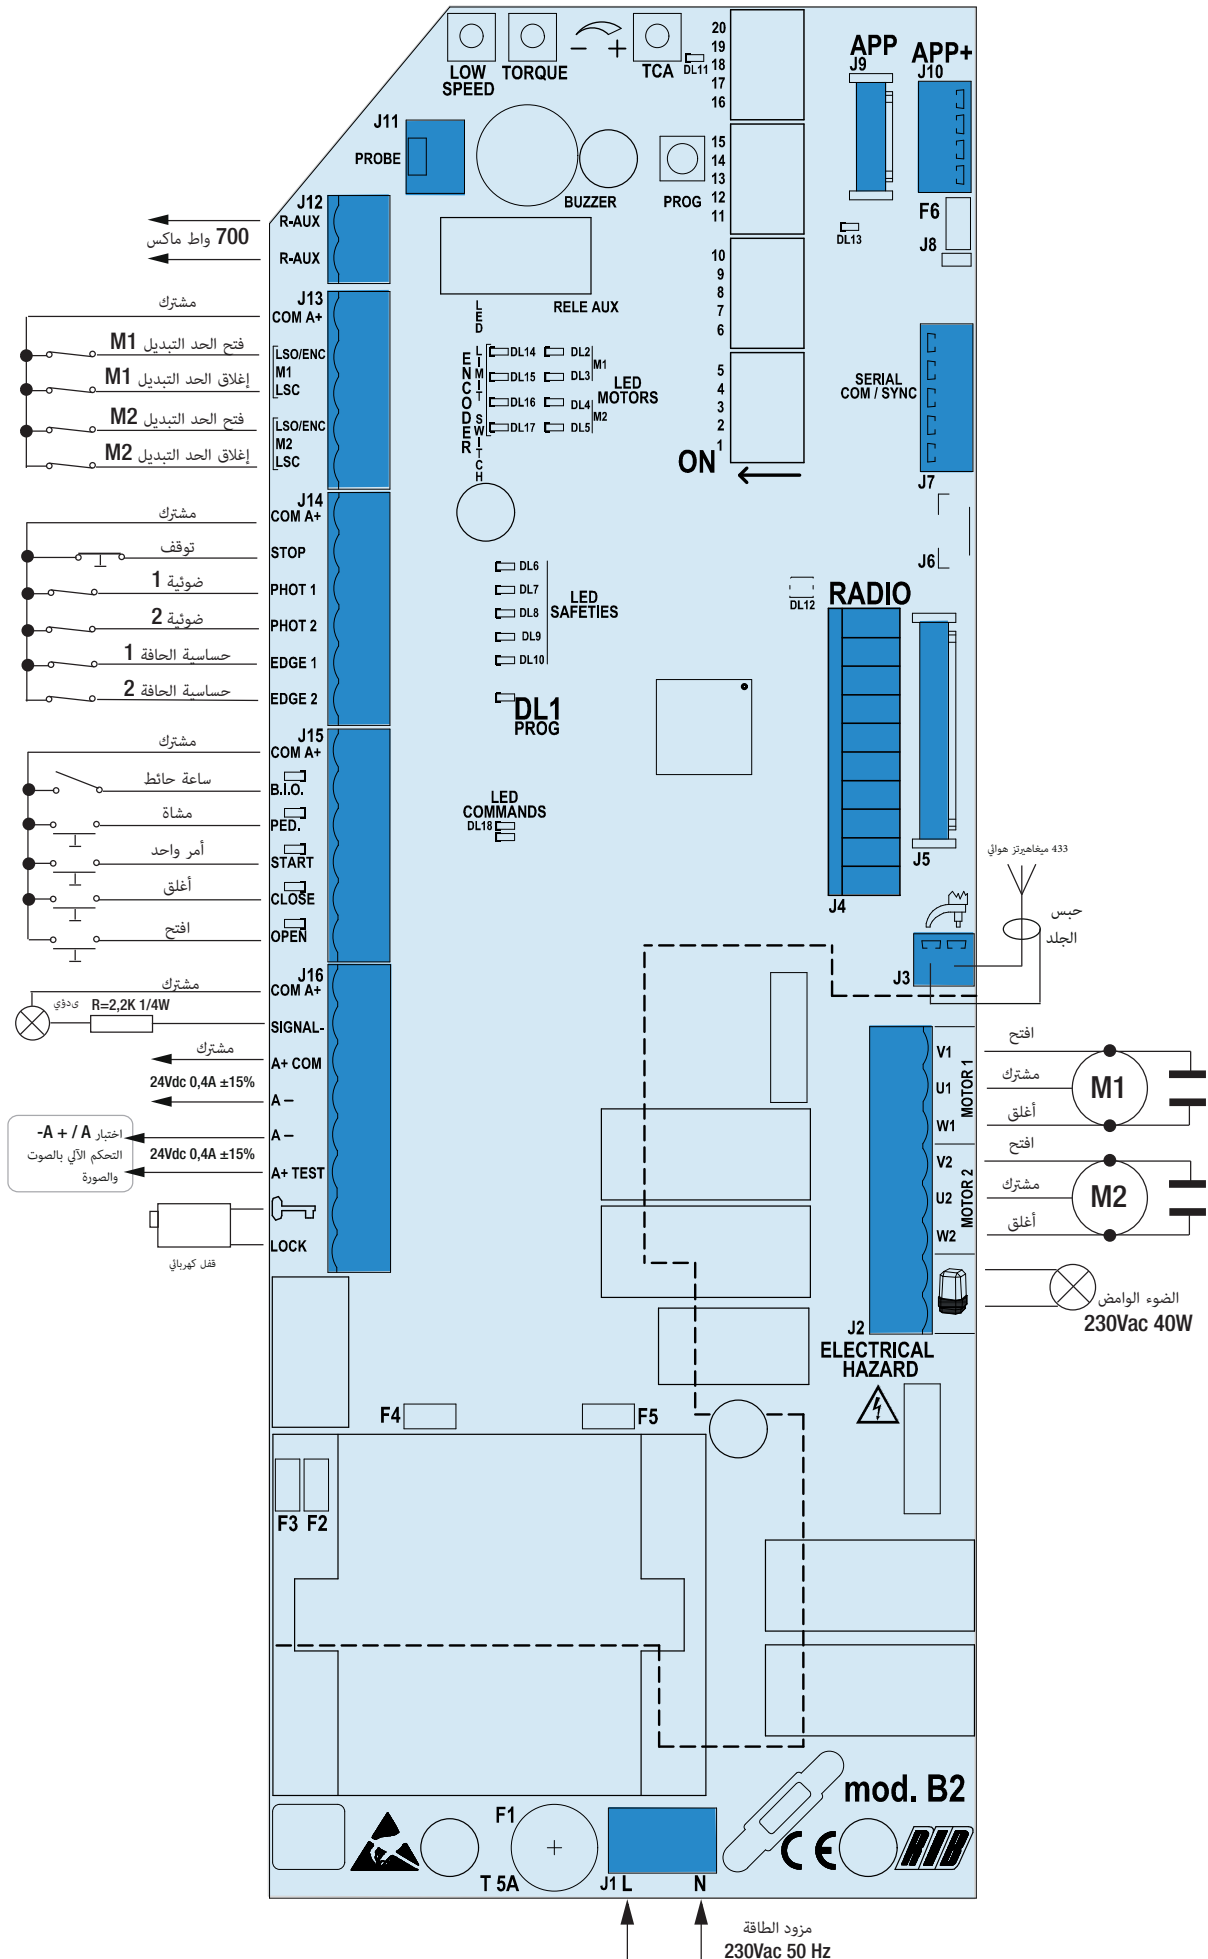 LOW
SPEED
TORQUE
− +
TCA
DL11
20
19
18
17
16
APP
J9
APP+
J10
J11
PROBE
BUZZER
PROG
15
14
13
12
11
F6
J8
DL13
J12
R-AUX
700 واط ماكس
R-AUX
RELE AUX
10
9
8
7
6
J13
مشترك
COM A+
فتح الحد التبديل M1
LSO/ENC
M1
إغلاق الحد التبديل M1
LSC
فتح الحد التبديل M2
LSO/ENC
M2
إغلاق الحد التبديل M2
LSC
LED
LIMIT SWITCH
ENCODER
DL14
DL15
DL16
DL17
DL2
DL3
DL4
DL5
M1
M2
LED
MOTORS
5
4
3
2
1
ON
SERIAL
COM / SYNC
J7
J6
J14
مشترك
COM A+
توقف
STOP
ضوئية 1
PHOT 1
ضوئية 2
PHOT 2
حساسية الحافة 1
EDGE 1
حساسية الحافة 2
EDGE 2
DL6
DL7
DL8
DL9
DL10
LED
SAFETIES
DL1
PROG
DL12
RADIO
J15
مشترك
COM A+
ساعة حائط
B.I.O.
مشاة
PED.
أمر واحد
START
أغلق
CLOSE
افتح
OPEN
LED
COMMANDS
DL18
J5
J4
433 ميغاهيرتز هوائي
حبس
الجلد
J3
J16
مشترك
COM A+
R=2,2K 1/4W
SIGNAL-
مشترك
A+ COM
24Vdc 0,4A ±15%
A −
A −
اختبار A + / A-
التحكم الآلي بالصوت
والصورة
24Vdc 0,4A ±15%
A+ TEST
LOCK
قفل كهربائي
افتح
V1
مشترك
U1
أغلق
W1
MOTOR 1
M1
افتح
V2
مشترك
U2
أغلق
W2
MOTOR 2
M2
الضوء الوامض
230Vac 40W
J2
ELECTRICAL
HAZARD
F4
F5
F3 F2
mod. B2
F1
T 5A
J1 L
N
CE
RIB
مزود الطاقة
230Vac 50 Hz